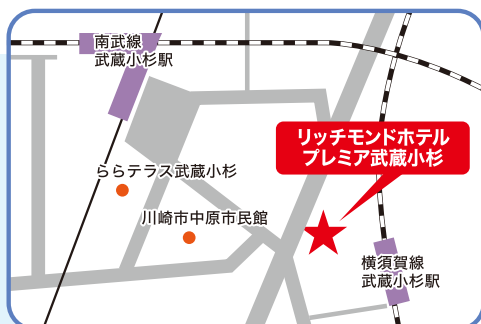 南武線
武蔵小杉駅
リッチモンドホテル
プレミア武蔵小杉
ららテラス武蔵小杉
川崎市中原市民館
横須賀線
武蔵小杉駅